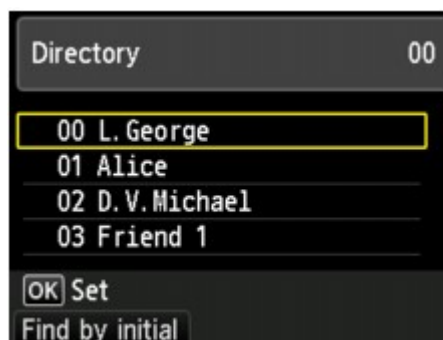 Directory 00
00 L.George
01 Alice
02 D.V.Michael
03 Friend 1
OK Set
Find by initial